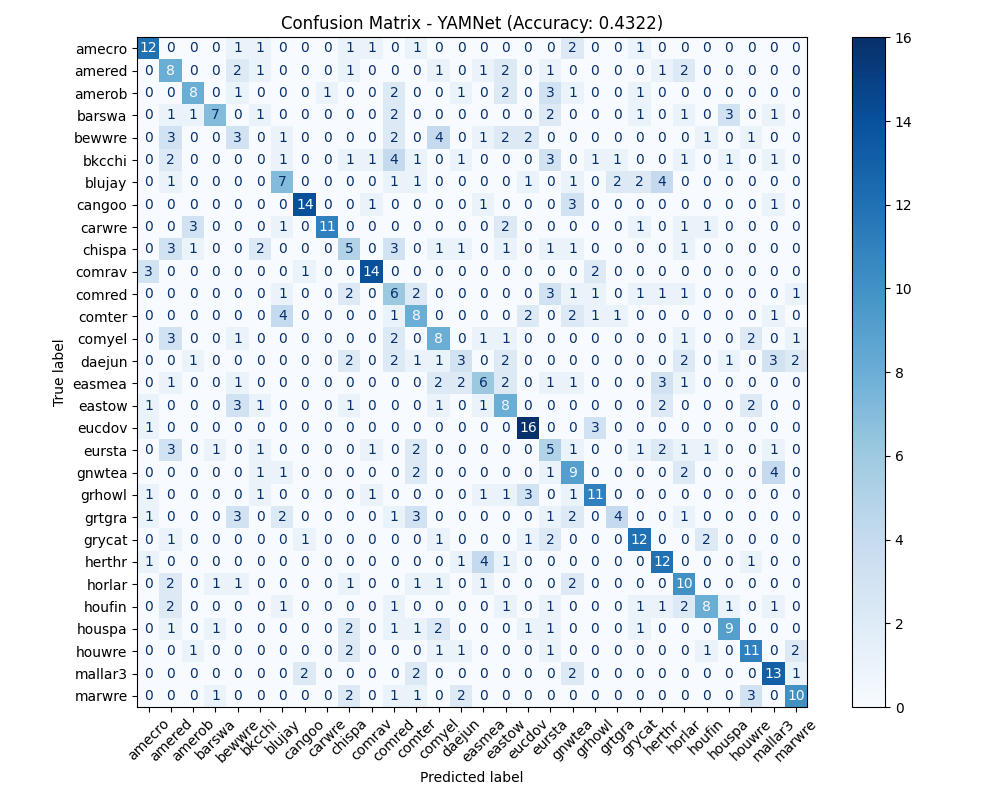 Confusion Matrix - YAMNet (Accuracy: 0.4322)
amecro 12 0 0 0 1 1 0 0 0 1 1 0 1 0 0 0 0 0 0 2 0 0 1 0 0 0 0 0 0 0
amered 0 8 0 0 2 1 0 0 0 1 0 0 0 1 0 1 2 0 1 0 0 0 0 1 2 0 0 0 0 0
amerob 0 0 8 0 1 0 0 0 1 0 0 2 0 0 1 0 2 0 3 1 0 0 1 0 0 0 0 0 0 0
barswa 0 1 1 7 0 1 0 0 0 0 0 2 0 0 0 0 0 0 2 0 0 0 1 0 1 0 3 0 1 0
bewwre 0 3 0 0 3 0 1 0 0 0 0 2 0 4 0 1 2 2 0 0 0 0 0 0 0 1 0 1 0 0
bkcchi 0 2 0 0 0 0 1 0 0 1 1 4 1 0 1 0 0 0 3 0 1 1 0 0 1 0 1 0 1 0
blujay 0 1 0 0 0 0 7 0 0 0 0 1 1 0 0 0 0 1 0 1 0 2 2 4 0 0 0 0 0 0
cangoo 0 0 0 0 0 0 0 14 0 0 1 0 0 0 0 1 0 0 0 3 0 0 0 0 0 0 0 0 1 0
carwre 0 0 3 0 0 0 1 0 11 0 0 0 0 0 0 0 2 0 0 0 0 0 1 0 1 1 0 0 0 0
chispa 0 3 1 0 0 2 0 0 0 5 0 3 0 1 1 0 1 0 1 1 0 0 0 0 1 0 0 0 0 0
comrav 3 0 0 0 0 0 0 1 0 0 14 0 0 0 0 0 0 0 0 0 2 0 0 0 0 0 0 0 0 0
comred 0 0 0 0 0 0 1 0 0 2 0 6 2 0 0 0 0 0 3 1 1 0 1 1 1 0 0 0 0 1
comter 0 0 0 0 0 0 4 0 0 0 0 1 8 0 0 0 0 2 0 2 1 1 0 0 0 0 0 0 1 0
comyel 0 3 0 0 1 0 0 0 0 0 0 2 0 8 0 1 1 0 0 0 0 0 0 0 1 0 0 2 0 1
daejun 0 0 1 0 0 0 0 0 0 2 0 2 1 1 3 0 2 0 0 0 0 0 0 0 2 0 1 0 3 2
easmea 0 1 0 0 1 0 0 0 0 0 0 0 0 2 2 6 2 0 1 1 0 0 0 3 1 0 0 0 0 0
eastow 1 0 0 0 3 1 0 0 0 1 0 0 0 1 0 1 8 0 0 0 0 0 0 2 0 0 0 2 0 0
eucdov 1 0 0 0 0 0 0 0 0 0 0 0 0 0 0 0 0 16 0 0 3 0 0 0 0 0 0 0 0 0
eursta 0 3 0 1 0 1 0 0 0 0 1 0 2 0 0 0 0 0 5 1 0 0 1 2 1 1 0 0 1 0
gnwtea 0 0 0 0 0 1 1 0 0 0 0 0 2 0 0 0 0 0 1 9 0 0 0 0 2 0 0 0 4 0
grhowl 1 0 0 0 0 1 0 0 0 0 1 0 0 0 0 1 1 3 0 1 11 0 0 0 0 0 0 0 0 0
grtgra 1 0 0 0 3 0 2 0 0 0 0 1 3 0 0 0 0 0 1 2 0 4 0 0 1 0 0 0 0 0
grycat 0 1 0 0 0 0 0 1 0 0 0 0 0 1 0 0 0 1 2 0 0 0 12 0 0 2 0 0 0 0
herthr 1 0 0 0 0 0 0 0 0 0 0 0 0 0 1 4 1 0 0 0 0 0 0 12 0 0 0 1 0 0
horlar 0 2 0 1 1 0 0 0 0 1 0 0 1 1 0 1 0 0 0 2 0 0 0 0 10 0 0 0 0 0
houfin 0 2 0 0 0 0 1 0 0 0 0 1 0 0 0 0 1 0 1 0 0 0 1 1 2 8 1 0 1 0
houspa 0 1 0 1 0 0 0 0 0 2 0 1 1 2 0 0 0 1 1 0 0 0 1 0 0 0 9 0 0 0
houwre 0 0 1 0 0 0 0 0 0 2 0 0 0 1 1 0 0 0 1 0 0 0 0 0 0 1 0 11 0 2
mallar3 0 0 0 0 0 0 0 2 0 0 0 0 2 0 0 0 0 0 0 2 0 0 0 0 0 0 0 0 13 1
marwre 0 0 0 1 0 0 0 0 0 2 0 1 1 0 2 0 0 0 0 0 0 0 0 0 0 0 0 3 0 10
amecro amered amerob barswa bewwre bkcchi blujay cangoo carwre chispa comrav comred comter comyel daejun easmea eastow eucdov eursta gnwtea grhowl grtgra grycat herthr horlar houfin houspa houwre mallar3 marwre
Predicted label
True label
16
14
12
10
8
6
4
2
0